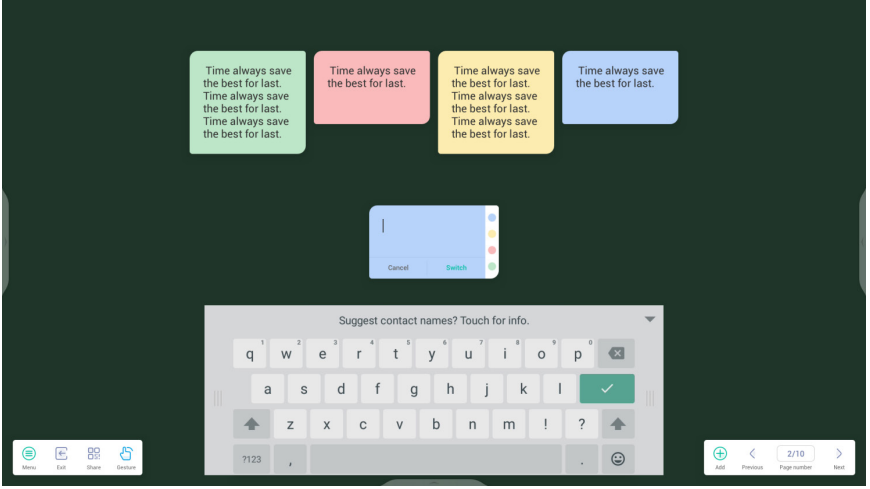 Time always save
the best for last.
Time always save
the best for last.
Time always save
the best for last.
Time always save
the best for last.
Time always save
the best for last.
Time always save
the best for last.
Time always save
the best for last.
Time always save
the best for last.
Cancel Switch
Suggest contact names? Touch for info.
q 1 w 2 e 3 r 4 t 5 y 6 u 7 i 8 o 9 p 0
a s d f g h j k l
z x c v b n m ! ?
?123 , .
Menu Exit Share Gesture
Add Previous 2/10 Page number Next